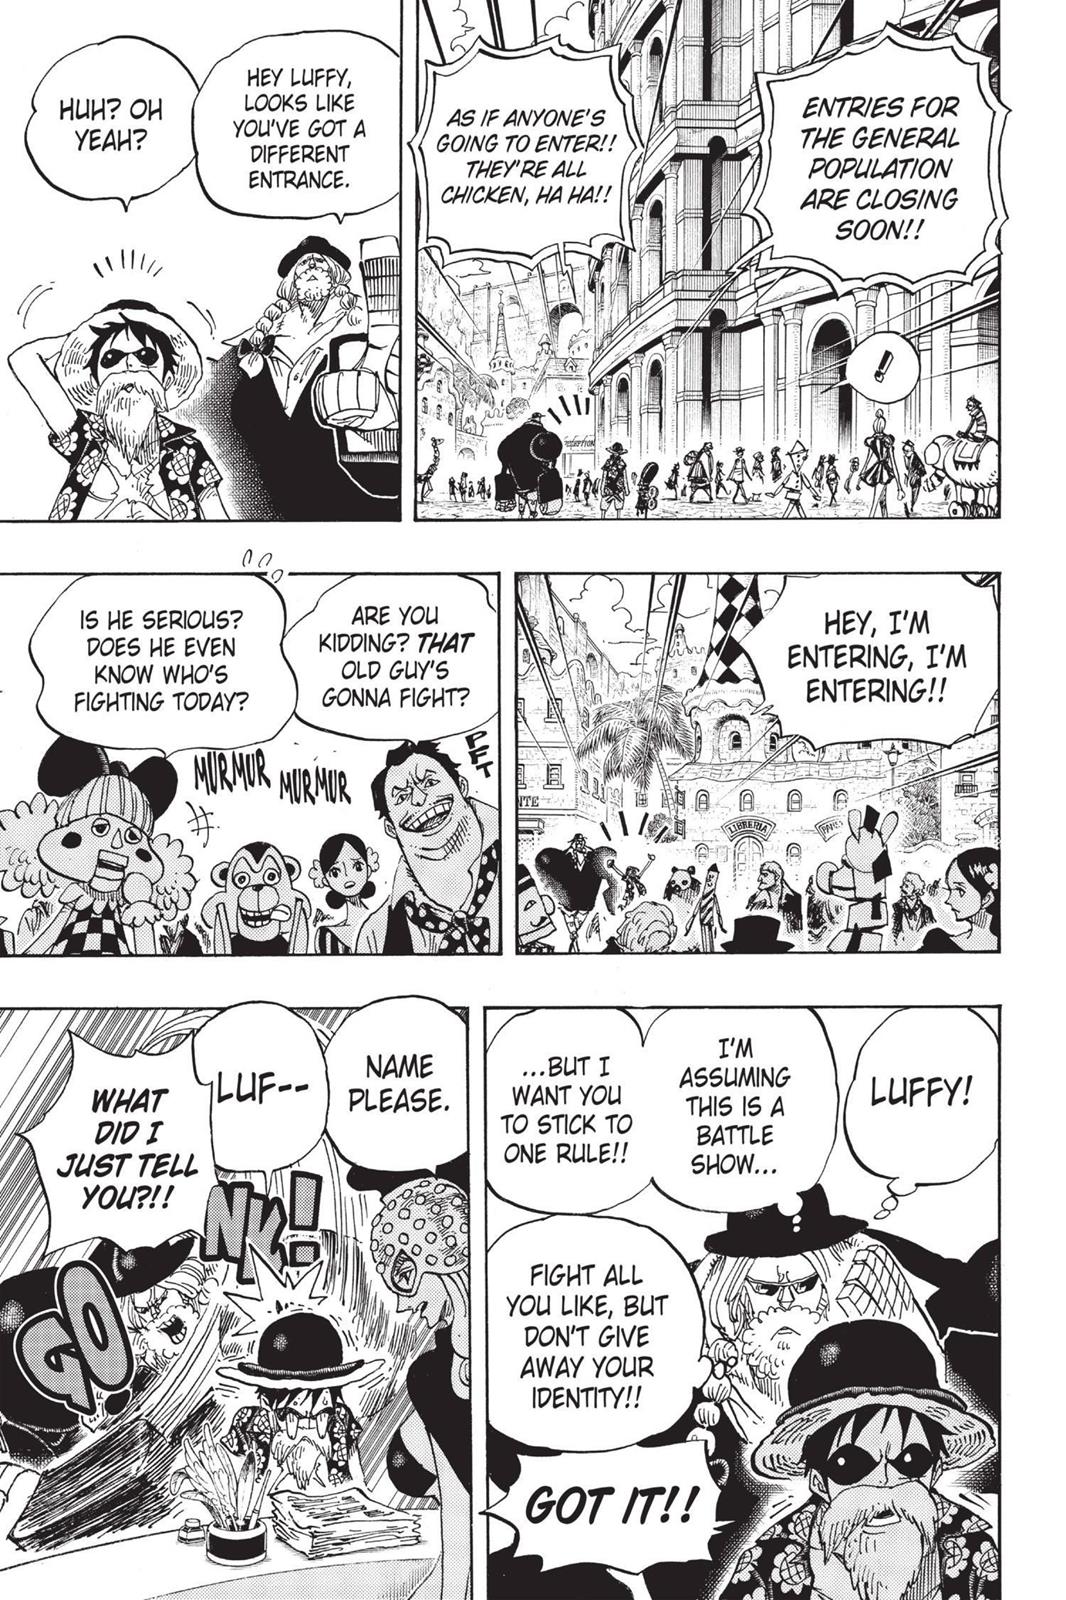 ENTRIES FOR
THE GENERAL
POPULATION
ARE CLOSING
SOON!!
AS IF ANYONE'S
GOING TO ENTER!!
THEY'RE ALL
CHICKEN, HA HA!!
!
RECEPTION
HEY LUFFY,
LOOKS LIKE
YOU'VE GOT A
DIFFERENT
ENTRANCE.
HUH? OH
YEAH?
HEY, I'M
ENTERING, I'M
ENTERING!!
LIBRERIA
ARE YOU
KIDDING? THAT
OLD GUY'S
GONNA FIGHT?
IS HE SERIOUS?
DOES HE EVEN
KNOW WHO'S
FIGHTING TODAY?
PFFT
MURMUR
MURMUR
LUFFY!
I'M
ASSUMING
THIS IS A
BATTLE
SHOW...
...BUT I
WANT YOU
TO STICK TO
ONE RULE!!
FIGHT ALL
YOU LIKE, BUT
DON'T GIVE
AWAY YOUR
IDENTITY!!
GOT IT!!
NAME
PLEASE.
LUF--
NK!
WHAT
DID I
JUST TELL
YOU?!!
GO